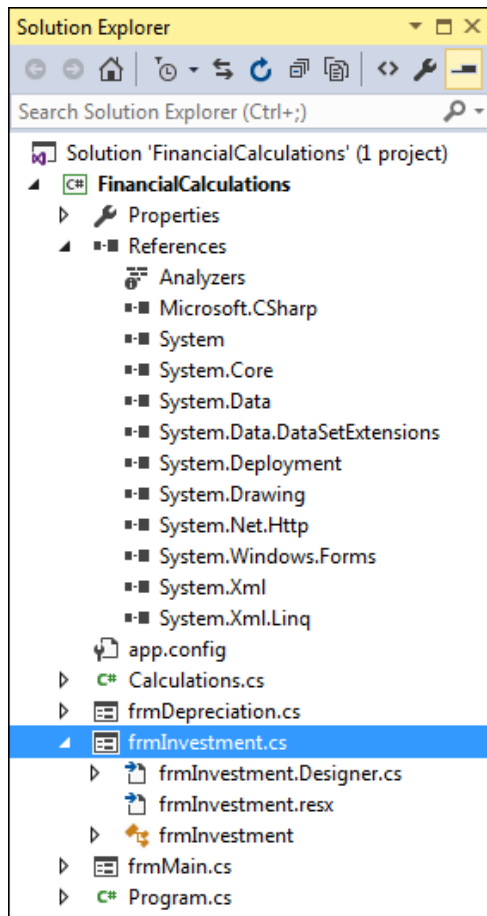 Solution Explorer
Search Solution Explorer (Ctrl+;)
Solution 'FinancialCalculations' (1 project)
C# FinancialCalculations
Properties
References
Analyzers
Microsoft.CSharp
System
System.Core
System.Data
System.Data.DataSetExtensions
System.Deployment
System.Drawing
System.Net.Http
System.Windows.Forms
System.Xml
System.Xml.Linq
app.config
C# Calculations.cs
frmDepreciation.cs
frmInvestment.cs
frmInvestment.Designer.cs
frmInvestment.resx
frmInvestment
frmMain.cs
C# Program.cs